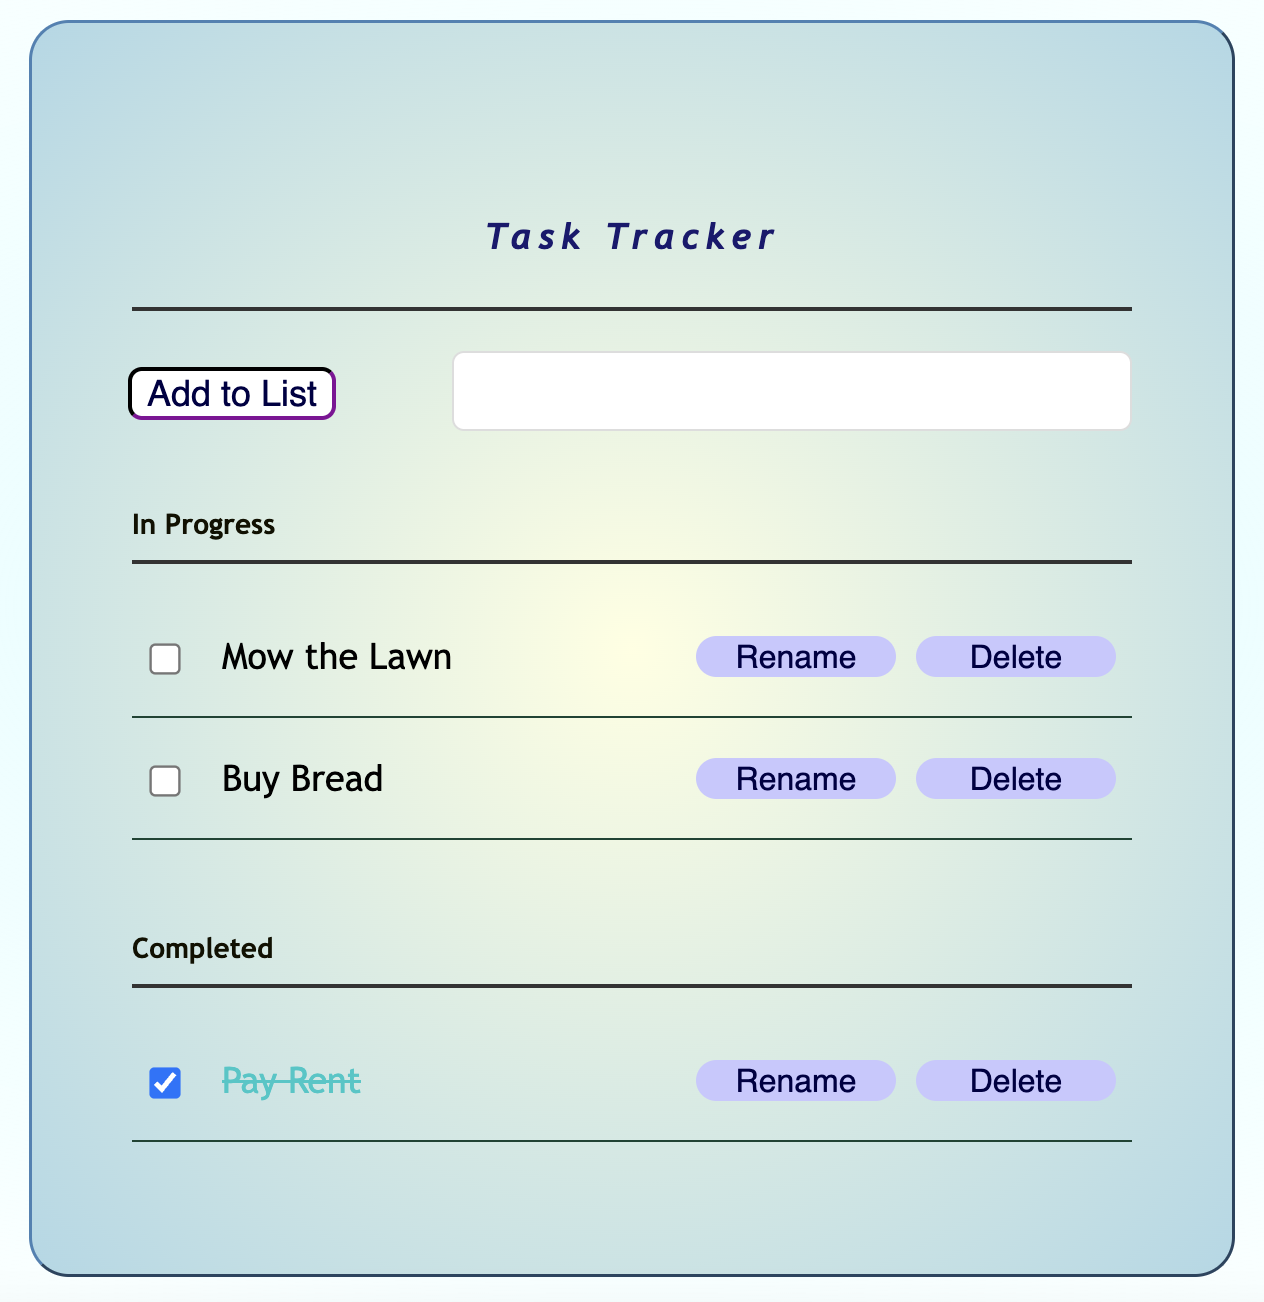 Task Tracker
Add to List
In Progress
Mow the Lawn Rename Delete
Buy Bread Rename Delete
Completed
Pay Rent Rename Delete